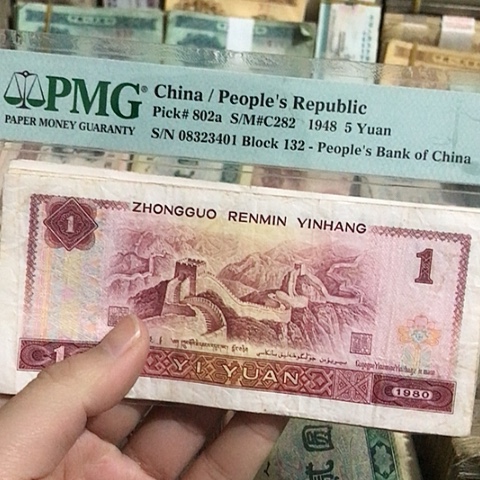 PMG®
PAPER MONEY GUARANTY
China / People's Republic
Pick# 802a S/M#C282 1948 5 Yuan
S/N 08323401 Block 132 - People's Bank of China
ZHONGGUO RENMIN YINHANG
1
1
1
YI YUAN
1980
贰